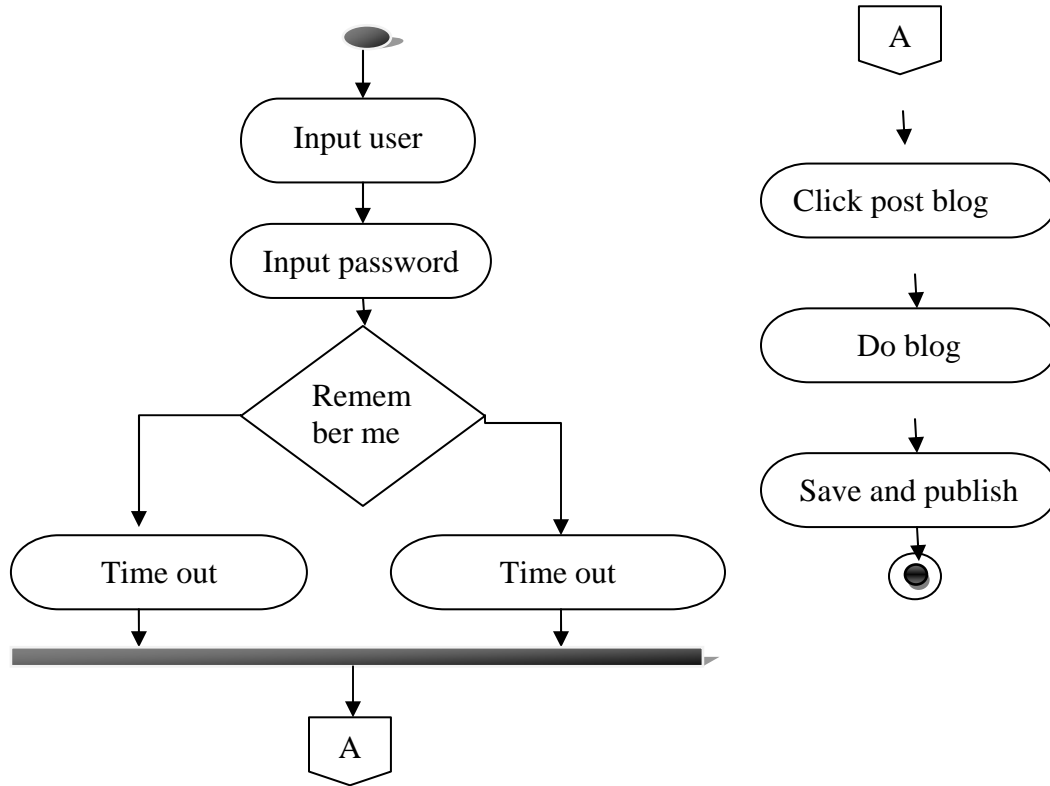 Input user
Input password
Remem
ber me
Time out
Time out
A
A
Click post blog
Do blog
Save and publish